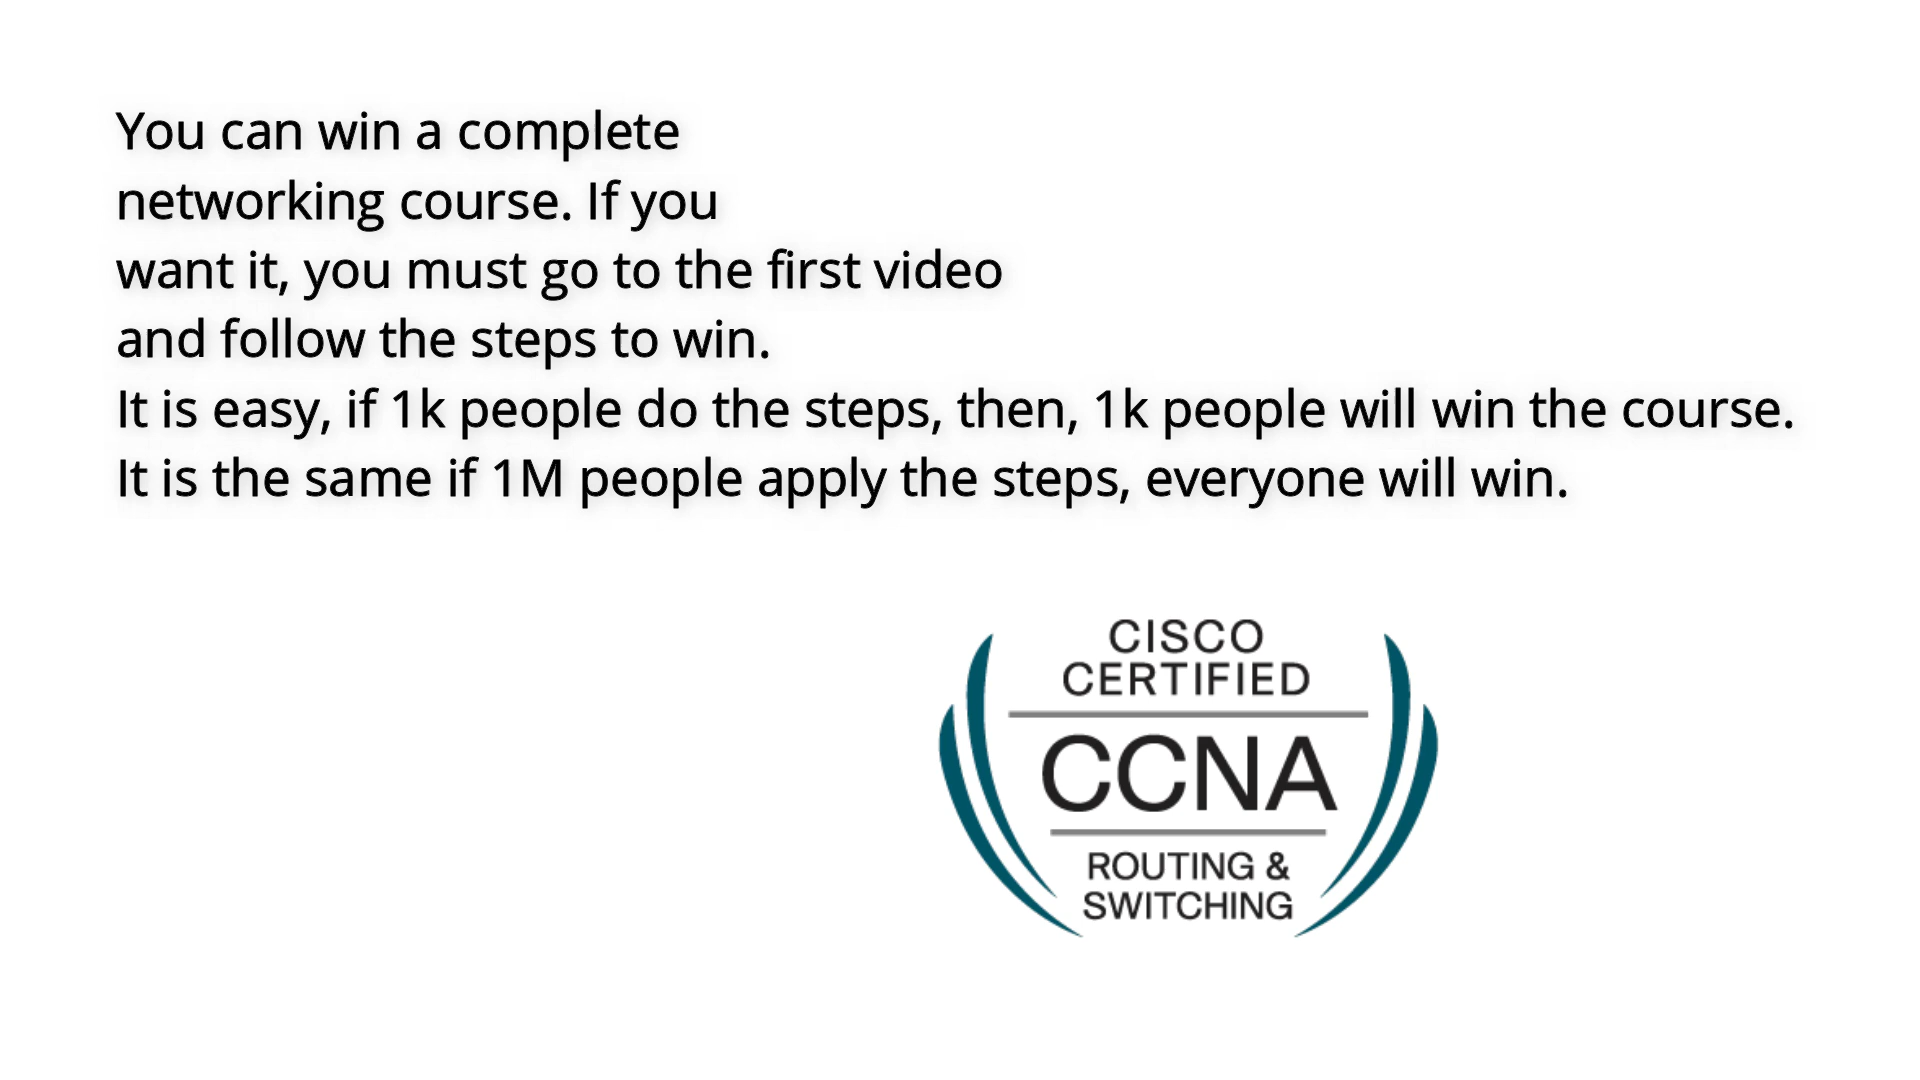 You can win a complete
networking course. If you
want it, you must go to the first video
and follow the steps to win.
It is easy, if 1k people do the steps, then, 1k people will win the course.
It is the same if 1M people apply the steps, everyone will win.
CISCO
CERTIFIED
CCNA
ROUTING &
SWITCHING